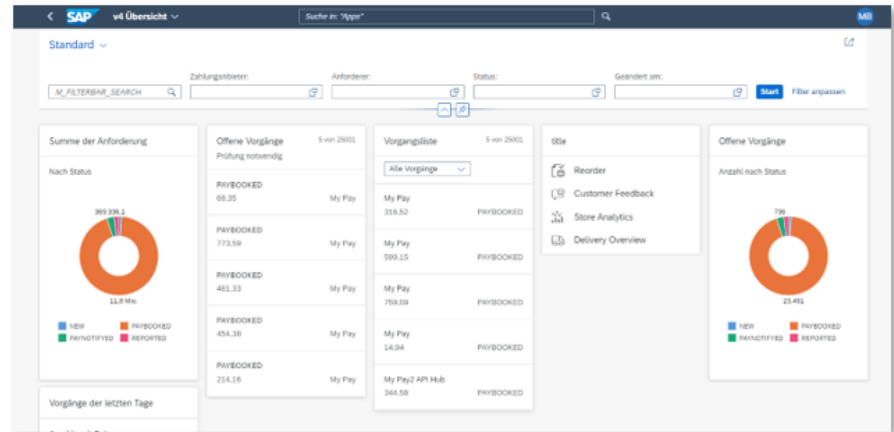 SAP v4 Übersicht
Suche in: "Apps"
MB
Standard
M_FILTERBAR_SEARCH
Zahlunganbieter:
Anforderer:
Status:
Geändert am:
Start
Filter anpassen
Summe der Anforderung
Nach Status
369.336,1
11,8 Mio.
NEW
PAYBOOKED
PAYNOTIFYED
REPORTED
Vorgänge der letzten Tage
Offene Vorgänge
5 von 25001
Prüfung notwendig
PAYBOOKED
68,35
My Pay
PAYBOOKED
773,59
My Pay
PAYBOOKED
461,33
My Pay
PAYBOOKED
454,38
My Pay
PAYBOOKED
214,16
My Pay
Vorgangsliste
5 von 25001
Alle Vorgänge
My Pay
316,52
PAYBOOKED
My Pay
599,15
PAYBOOKED
My Pay
759,09
PAYBOOKED
My Pay
14,94
PAYBOOKED
My Pay2 API Hub
344,58
PAYBOOKED
title
Reorder
Customer Feedback
Store Analytics
Delivery Overview
Offene Vorgänge
Anzahl nach Status
736
23.491
NEW
PAYBOOKED
PAYNOTIFYED
REPORTED